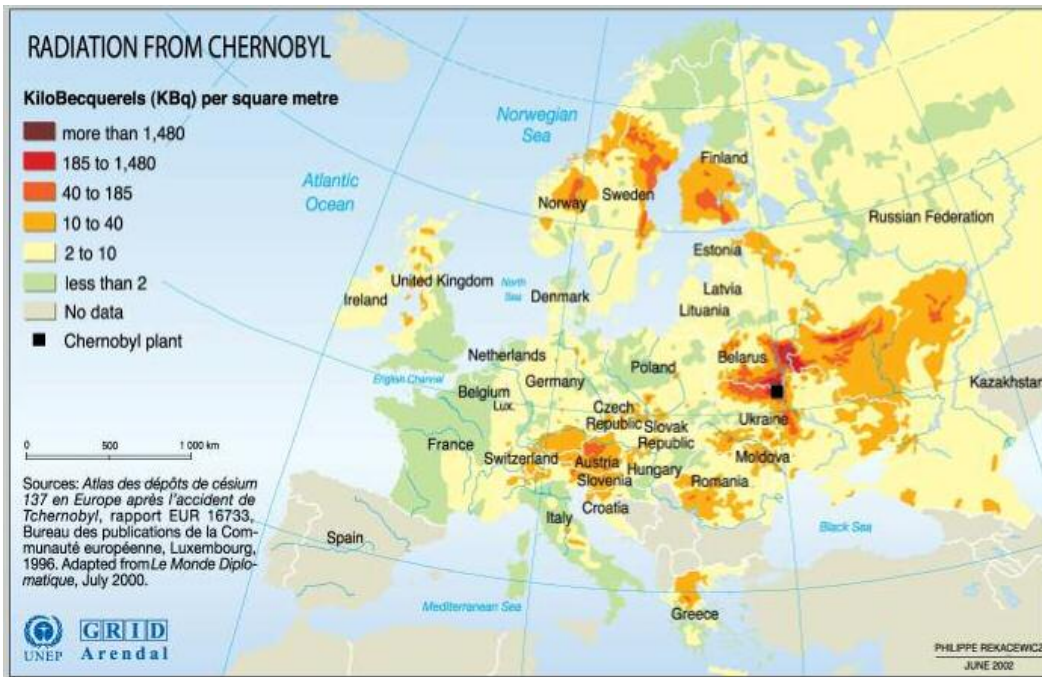 RADIATION FROM CHERNOBYL
KiloBecquerels (KBq) per square metre
more than 1,480
185 to 1,480
40 to 185
10 to 40
2 to 10
less than 2
No data
Chernobyl plant
Norwegian
Sea
Atlantic
Ocean
Finland
Sweden
Norway
Russian Federation
Estonia
United Kingdom
North
Sea
Latvia
Ireland
Denmark
Lituania
Netherlands
Belarus
Poland
English Channel
Germany
Kazakhstan
Belgium
Lux.
Czech
Republic
Ukraine
Slovak
Republic
France
Switzerland
Austria
Moldova
Hungary
Slovenia
Romania
Croatia
Italy
Black Sea
Spain
Mediterranean Sea
Greece
0 500 1 000 km
Sources: Atlas des dépôts de césium
137 en Europe après l'accident de
Tchernobyl, rapport EUR 16733,
Bureau des publications de la Com-
munauté européenne, Luxembourg,
1996. Adapted from Le Monde Diplo-
matique, July 2000.
UNEP
GRID
Arendal
PHILIPPE REKACEWICZ
JUNE 2002